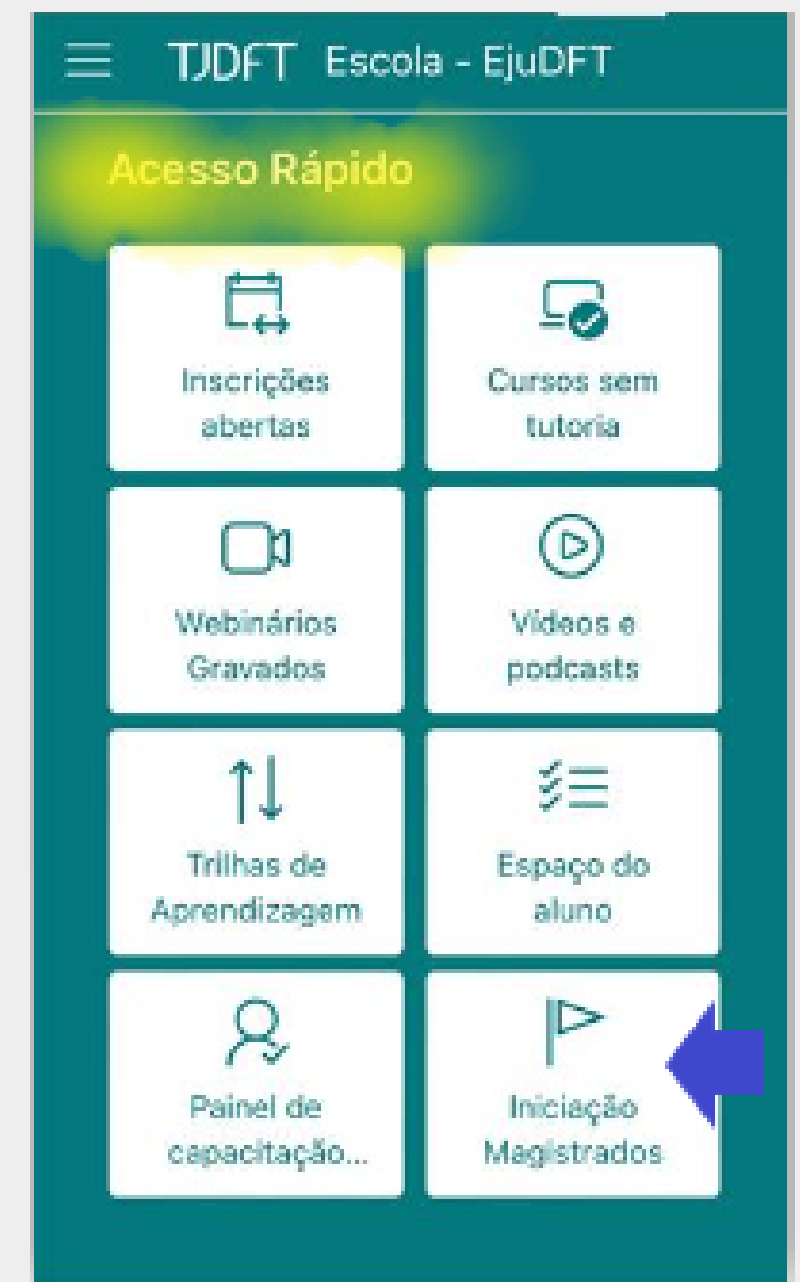 TJDFT Escola - EjuDFT
Acesso Rápido
Inscrições
abertas
Cursos sem
tutoria
Webinários
Gravados
Vídeos e
podcasts
Trilhas de
Aprendizagem
Espaço do
aluno
Painel de
capacitação...
Iniciação
Magistrados